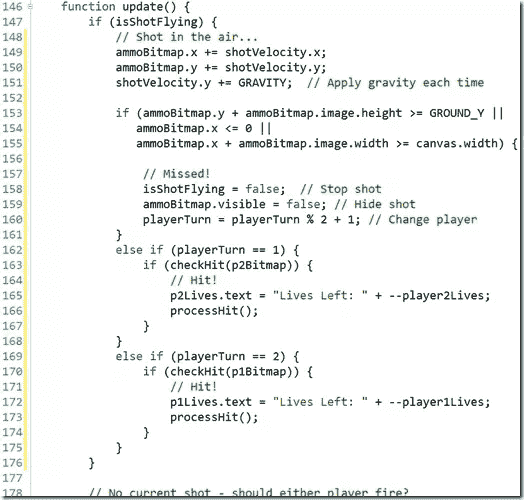 146 function update() {
147 if (isShotFlying) {
148 // Shot in the air...
149 ammoBitmap.x += shotVelocity.x;
150 ammoBitmap.y += shotVelocity.y;
151 shotVelocity.y += GRAVITY;  // Apply gravity each time
152
153 if (ammoBitmap.y + ammoBitmap.image.height >= GROUND_Y ||
154 ammoBitmap.x <= 0 ||
155 ammoBitmap.x + ammoBitmap.image.width >= canvas.width) {
156
157 // Missed!
158 isShotFlying = false;  // Stop shot
159 ammoBitmap.visible = false; // Hide shot
160 playerTurn = playerTurn % 2 + 1; // Change player
161 }
162 else if (playerTurn == 1) {
163 if (checkHit(p2Bitmap)) {
164 // Hit!
165 p2Lives.text = "Lives Left: " + --player2Lives;
166 processHit();
167 }
168 }
169 else if (playerTurn == 2) {
170 if (checkHit(p1Bitmap)) {
171 // Hit!
172 p1Lives.text = "Lives Left: " + --player1Lives;
173 processHit();
174 }
175 }
176 }
177
178 // No current shot - should either player fire?